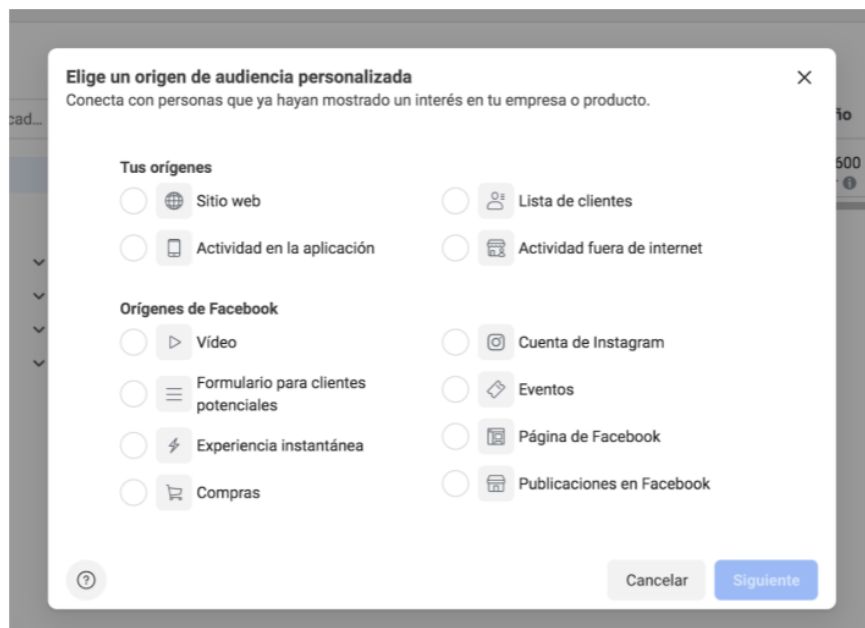 Elige un origen de audiencia personalizada
Conecta con personas que ya hayan mostrado un interés en tu empresa o producto.
cad...
ño
600
Tus orígenes
Sitio web
Lista de clientes
Actividad en la aplicación
Actividad fuera de internet
Orígenes de Facebook
Vídeo
Cuenta de Instagram
Formulario para clientes
potenciales
Eventos
Experiencia instantánea
Página de Facebook
Compras
Publicaciones en Facebook
Cancelar
Siguiente